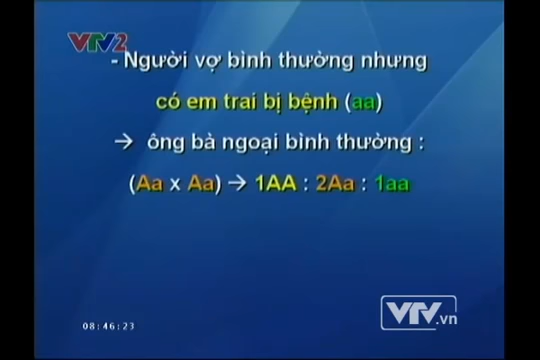 VTV2
- Người vợ bình thường nhưng
có em trai bị bệnh (aa)
→ ông bà ngoại bình thường :
(Aa x Aa) → 1AA : 2Aa : 1aa
08:46:23
VTV.vn